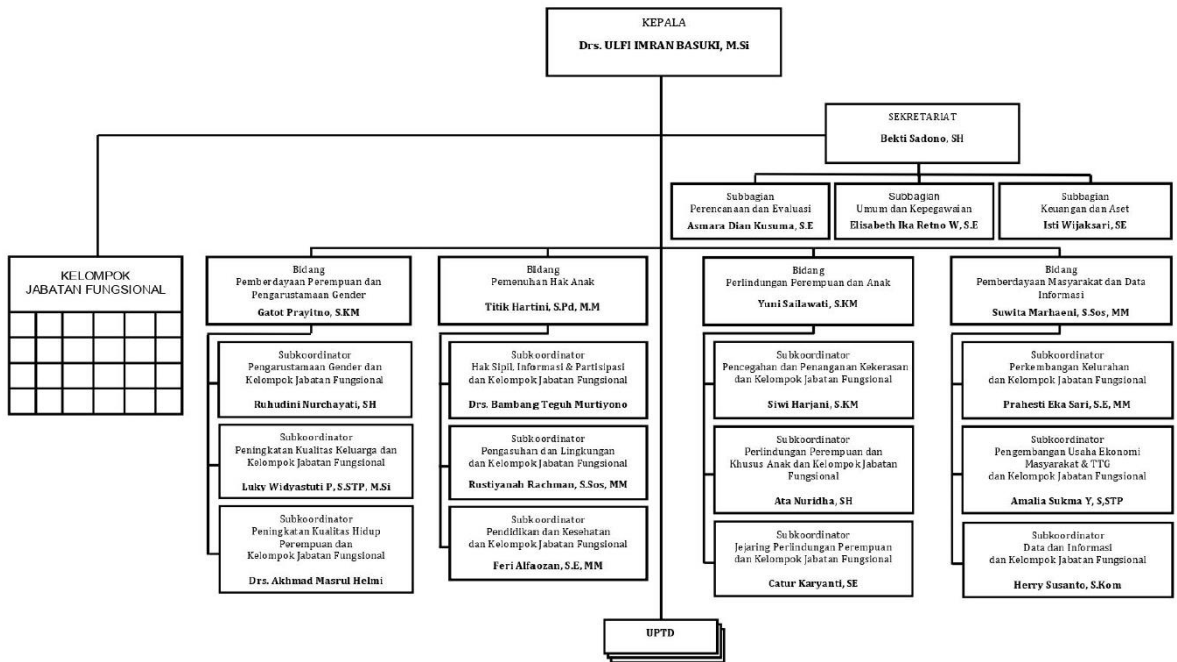 KEPALA
Drs. ULFI IMRAN BASUKI, M.Si
SEKRETARIAT
Bekti Sadono, SH
Subbagian
Perencanaan dan Evaluasi
Asmara Dian Kusuma, S.E
Subbagian
Umum dan Kepegawaian
Elisabeth Ika Retno W, S.E
Subbagian
Keuangan dan Aset
Isti Wijaksari, SE
KELOMPOK
JABATAN FUNGSIONAL
Bidang
Pemberdayaan Perempuan dan
Pengarustamaan Gender
Gatot Prayitno, S.KM
Bidang
Pemenuhan Hak Anak
Titik Hartini, S.Pd, M.M
Bidang
Perlindungan Perempuan dan Anak
Yuni Sailawati, S.KM
Bidang
Pemberdayaan Masyarakat dan Data
Informasi
Suwita Marhaeni, S.Sos, MM
Subkoordinator
Pengarustamaan Gender dan
Kelompok Jabatan Fungsional
Ruhudini Nurchayati, SH
Subkoordinator
Peningkatan Kualitas Keluarga dan
Kelompok Jabatan Fungsional
Luky Widyastuti P, S.STP, M.Si
Subkoordinator
Peningkatan Kualitas Hidup
Perempuan dan
Kelompok Jabatan Fungsional
Drs. Akhmad Masrul Helmi
Subkoordinator
Hak Sipil, Informasi & Partisipasi
dan Kelompok Jabatan Fungsional
Drs. Bambang Teguh Murtiyono
Subkoordinator
Pengasuhan dan Lingkungan
dan Kelompok Jabatan Fungsional
Rustiyanah Rachman, S.Sos, MM
Subkoordinator
Pendidikan dan Kesehatan
dan Kelompok Jabatan Fungsional
Feri Alfaozan, S.E, MM
Subkoordinator
Pencegahan dan Penanganan Kekerasan
dan Kelompok Jabatan Fungsional
Siwi Harjani, S.KM
Subkoordinator
Perlindungan Perempuan dan
Khusus Anak dan Kelompok Jabatan
Fungsional
Ata Nuridha, SH
Subkoordinator
Jejaring Perlindungan Perempuan
dan Kelompok Jabatan Fungsional
Catur Karyanti, SE
Subkoordinator
Perkembangan Kelurahan
dan Kelompok Jabatan Fungsional
Prahesti Eka Sari, S.E, MM
Subkoordinator
Pengembangan Usaha Ekonomi
Masyarakat & TTG
dan Kelompok Jabatan Fungsional
Amalia Sukma Y, S,STP
Subkoordinator
Data dan Informasi
dan Kelompok Jabatan Fungsional
Herry Susanto, S.Kom
UPTD